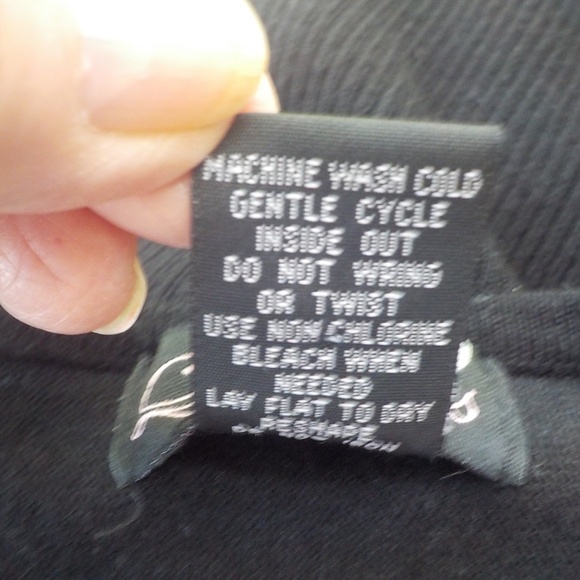 MACHINE WASH COLD
GENTLE CYCLE
INSIDE OUT
DO NOT WRING
OR TWIST
USE NON-CHLORINE
BLEACH WHEN
NEEDED
LAY FLAT TO DRY
RESHAPE